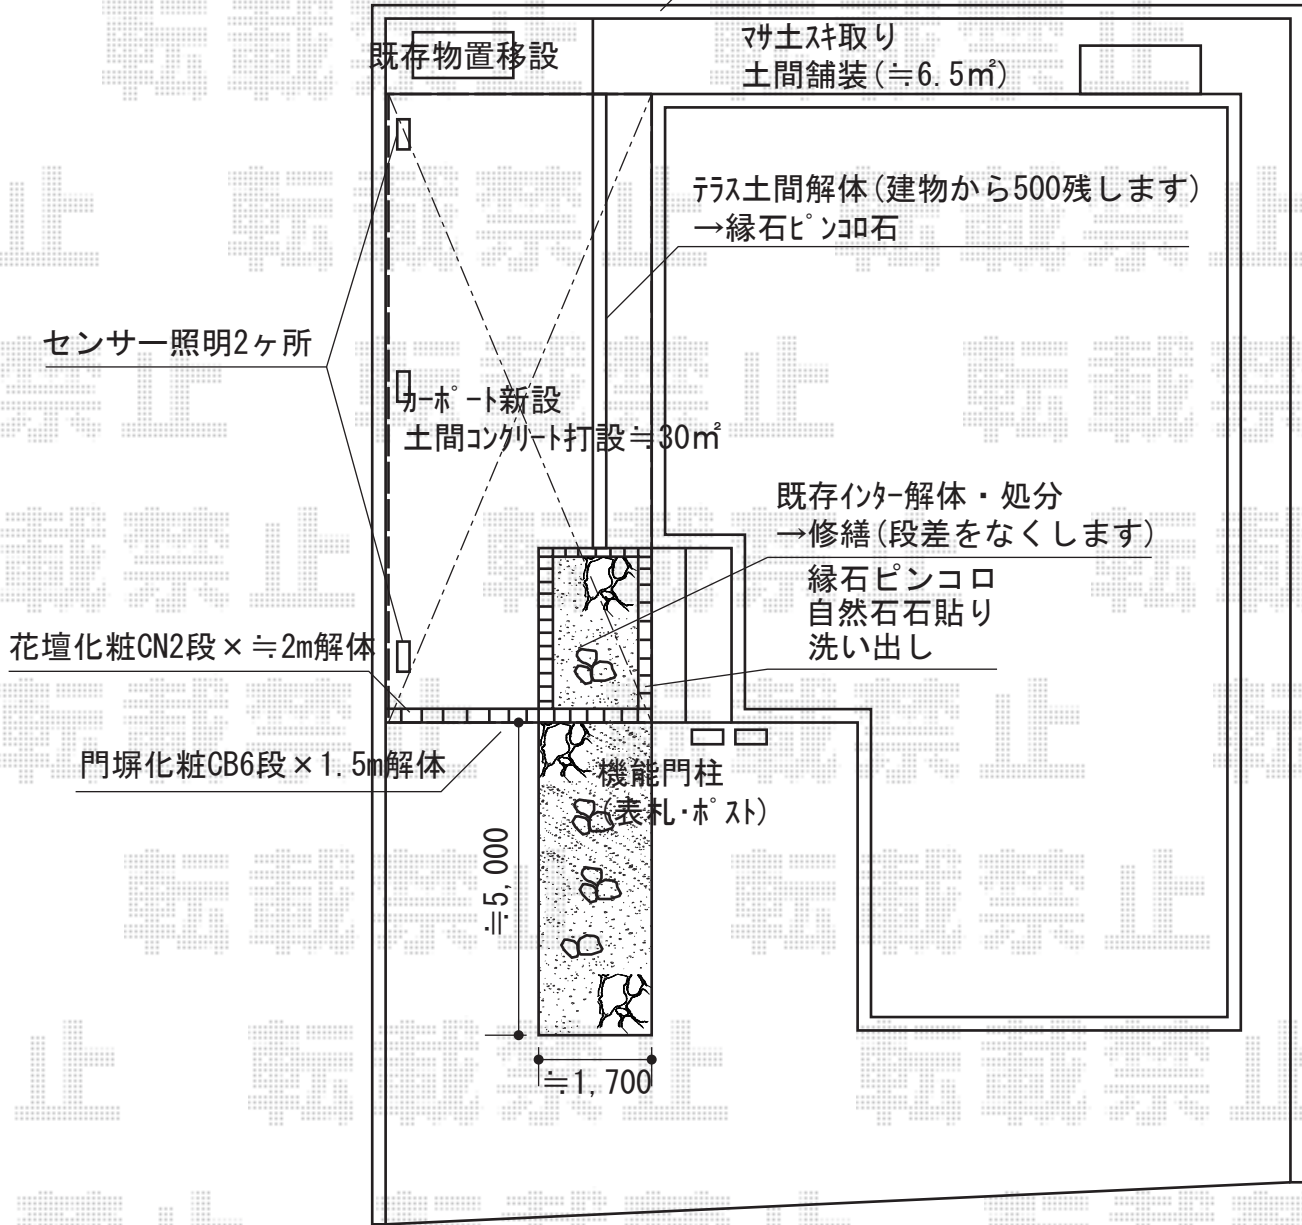 既存物置移設
マサ土スキ取り
土間舗装(≒6.5㎡)
テラス土間解体(建物から500残します)
→縁石ピンコロ石
センサー照明2ヶ所
カーポート新設
土間コンクリート打設≒30㎡
既存インター解体・処分
→修繕(段差をなくします)
縁石ピンコロ
自然石石貼り
洗い出し
花壇化粧CN2段×≒2m解体
門塀化粧CB6段×1.5m解体
機能門柱
(表札・ポスト)
≒5,000
≒1,700
転載禁止